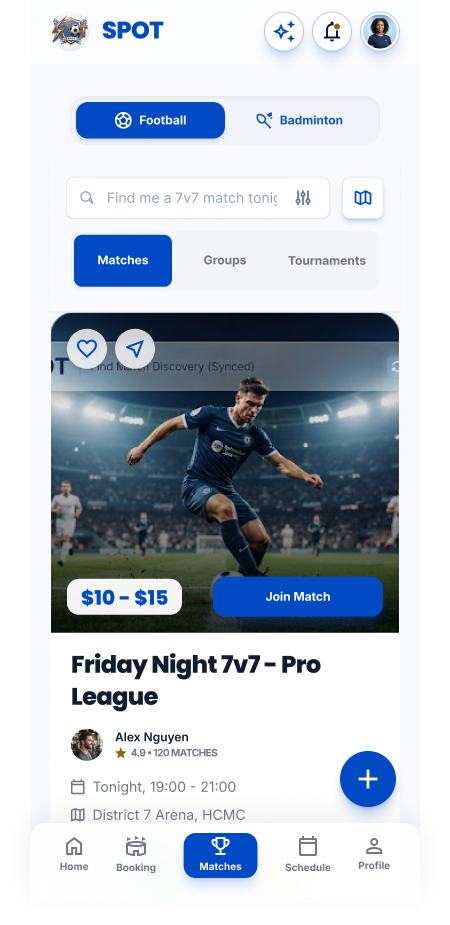 SPOT
Football
Badminton
Find me a 7v7 match tonig
Matches
Groups
Tournaments
OT
Find Match Discovery (Synced)
$10 - $15
Join Match
Friday Night 7v7 - Pro
League
Alex Nguyen
4.9 • 120 MATCHES
Tonight, 19:00 - 21:00
District 7 Arena, HCMC
Home
Booking
Matches
Schedule
Profile